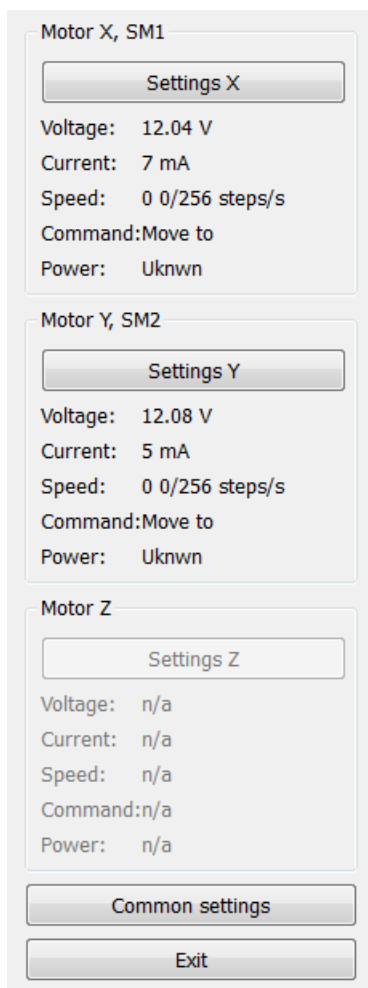 Motor X, SM1
Settings X
Voltage: 12.04 V
Current: 7 mA
Speed: 0 0/256 steps/s
Command:Move to
Power: Uknwn
Motor Y, SM2
Settings Y
Voltage: 12.08 V
Current: 5 mA
Speed: 0 0/256 steps/s
Command:Move to
Power: Uknwn
Motor Z
Settings Z
Voltage: n/a
Current: n/a
Speed: n/a
Command:n/a
Power: n/a
Common settings
Exit